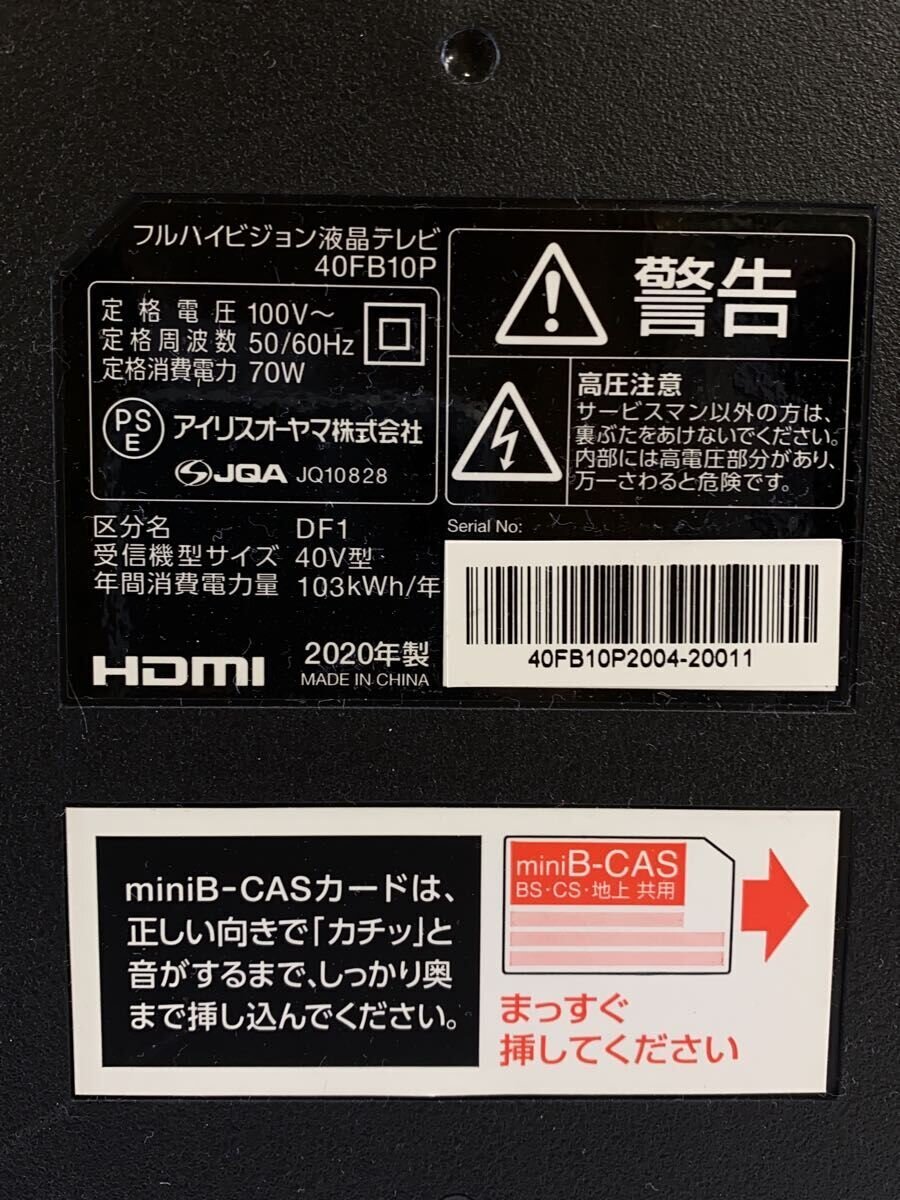 フルハイビジョン液晶テレビ
40FB10P
定格電圧 100V～
定格周波数 50/60Hz
定格消費電力 70W
PSE
アイリスオーヤマ株式会社
JQA JQ10828
区分名 DF1
受信機型サイズ 40V型
年間消費電力量 103kWh/年
HDMI
2020年製
MADE IN CHINA
警告
高圧注意
サービスマン以外の方は、
裏ぶたをあけないでください。
内部には高電圧部分があり、
万一さわると危険です。
Serial No:
40FB10P2004-20011
miniB-CASカードは、
正しい向きで「カチッ」と
音がするまで、しっかり奥
まで挿し込んでください。
miniB-CAS
BS・CS・地上 共用
まっすぐ
挿してください